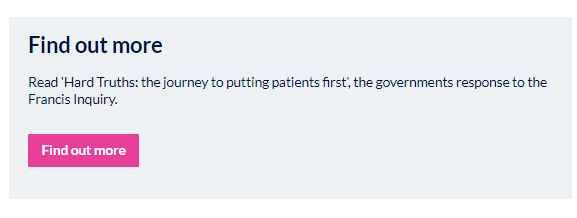 Find out more
Read 'Hard Truths: the journey to putting patients first', the governments response to the
Francis Inquiry.
Find out more